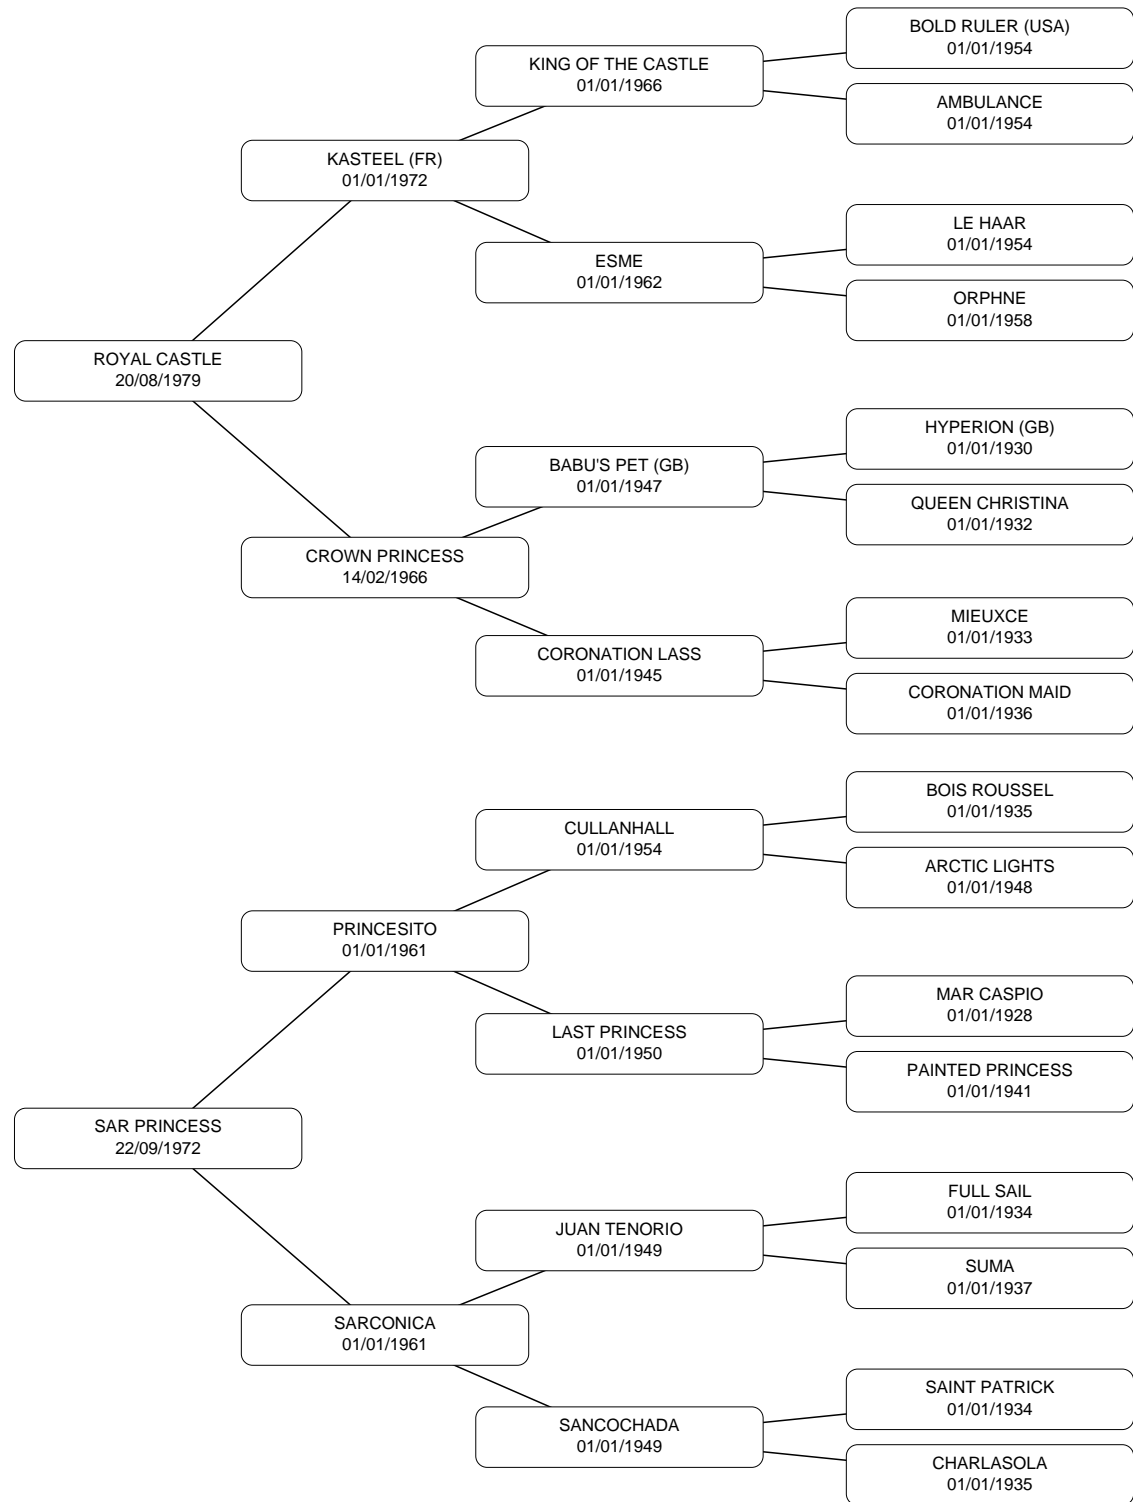 BOLD RULER (USA)
01/01/1954
KING OF THE CASTLE
01/01/1966
AMBULANCE
01/01/1954
KASTEEL (FR)
01/01/1972
LE HAAR
01/01/1954
ESME
01/01/1962
ORPHNE
01/01/1958
ROYAL CASTLE
20/08/1979
HYPERION (GB)
01/01/1930
BABU'S PET (GB)
01/01/1947
QUEEN CHRISTINA
01/01/1932
CROWN PRINCESS
14/02/1966
MIEUXCE
01/01/1933
CORONATION LASS
01/01/1945
CORONATION MAID
01/01/1936
BOIS ROUSSEL
01/01/1935
CULLANHALL
01/01/1954
ARCTIC LIGHTS
01/01/1948
PRINCESITO
01/01/1961
MAR CASPIO
01/01/1928
LAST PRINCESS
01/01/1950
PAINTED PRINCESS
01/01/1941
SAR PRINCESS
22/09/1972
FULL SAIL
01/01/1934
JUAN TENORIO
01/01/1949
SUMA
01/01/1937
SARCONICA
01/01/1961
SAINT PATRICK
01/01/1934
SANCOCHADA
01/01/1949
CHARLASOLA
01/01/1935